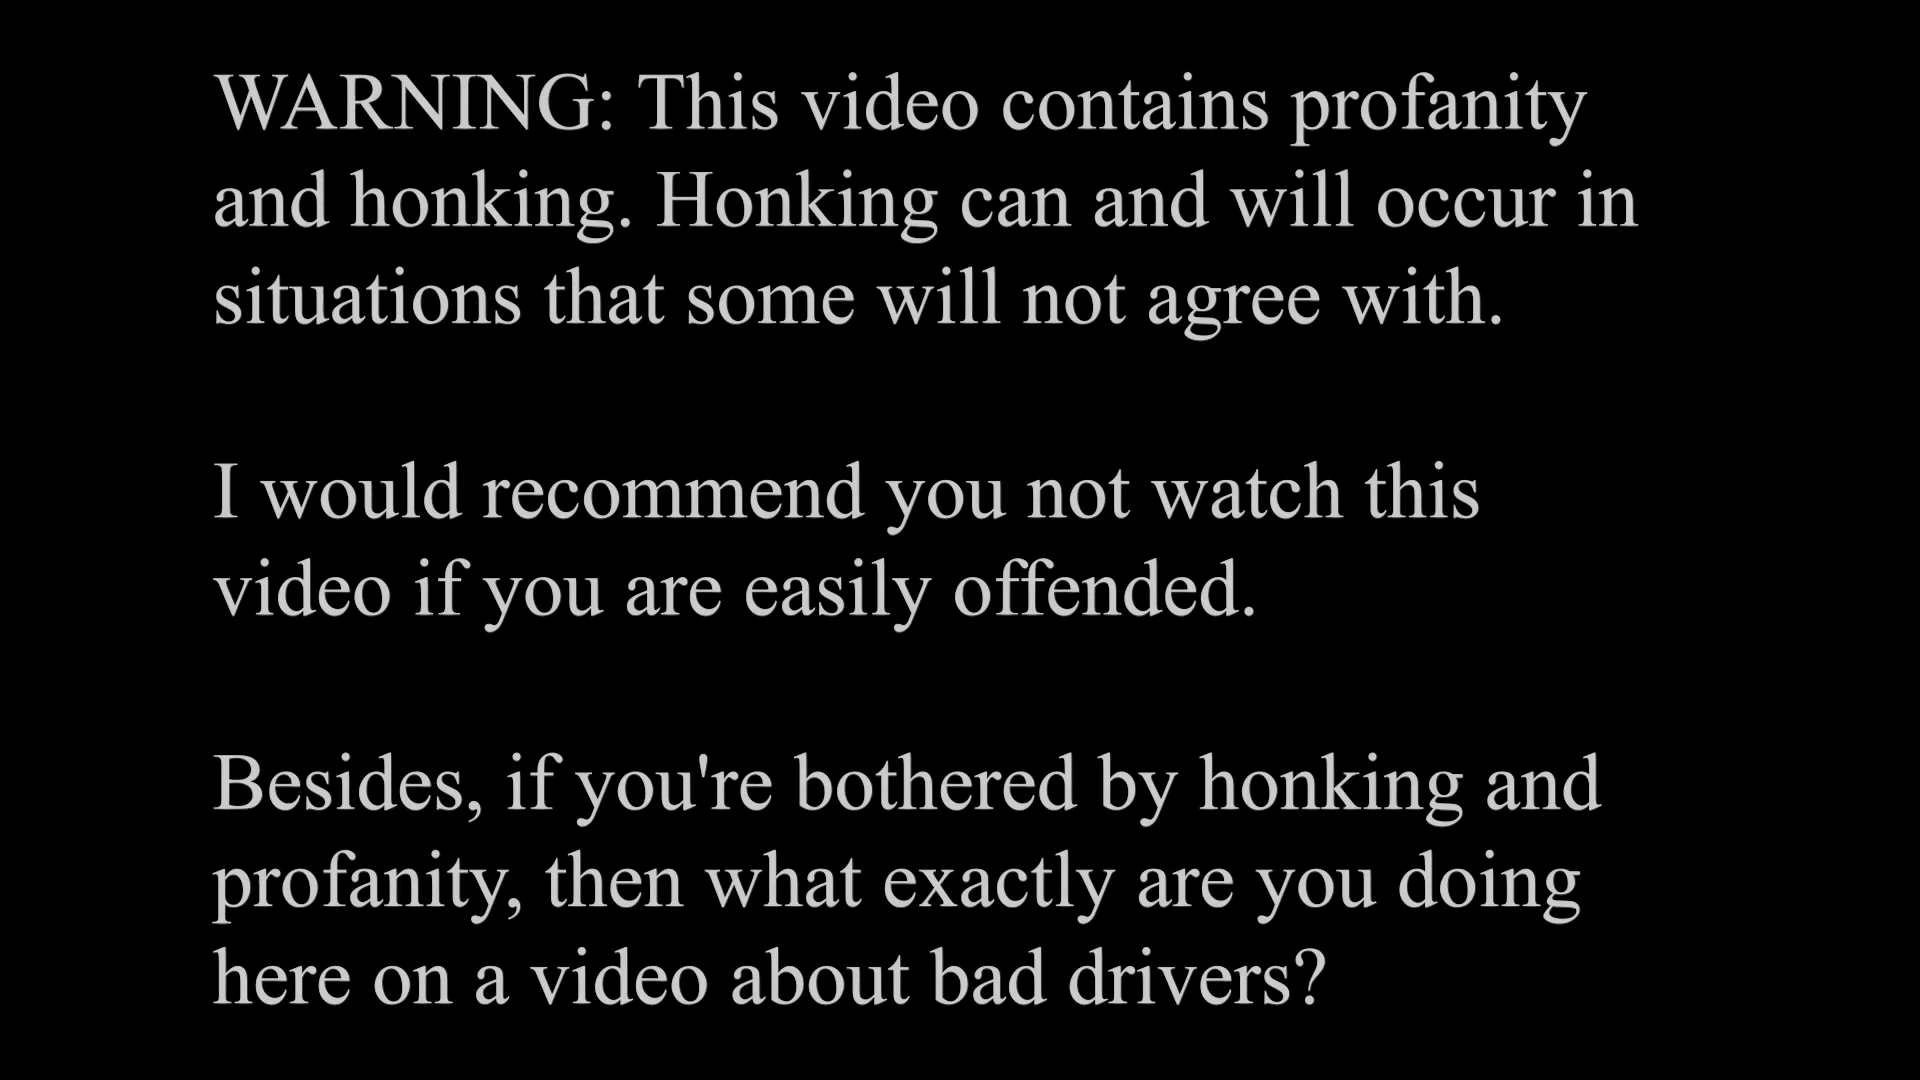 WARNING: This video contains profanity
and honking. Honking can and will occur in
situations that some will not agree with.
I would recommend you not watch this
video if you are easily offended.
Besides, if you're bothered by honking and
profanity, then what exactly are you doing
here on a video about bad drivers?